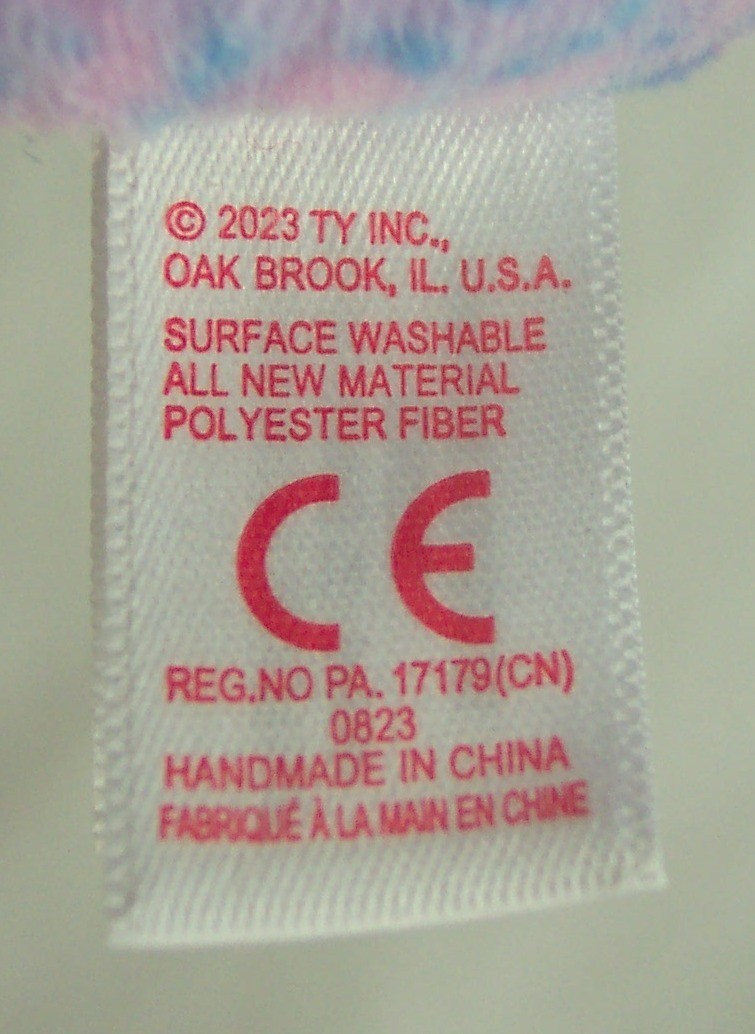 © 2023 TY INC.,
OAK BROOK, IL. U.S.A.
SURFACE WASHABLE
ALL NEW MATERIAL
POLYESTER FIBER
CE
REG.NO PA. 17179(CN)
0823
HANDMADE IN CHINA
FABRIQUÉ À LA MAIN EN CHINE